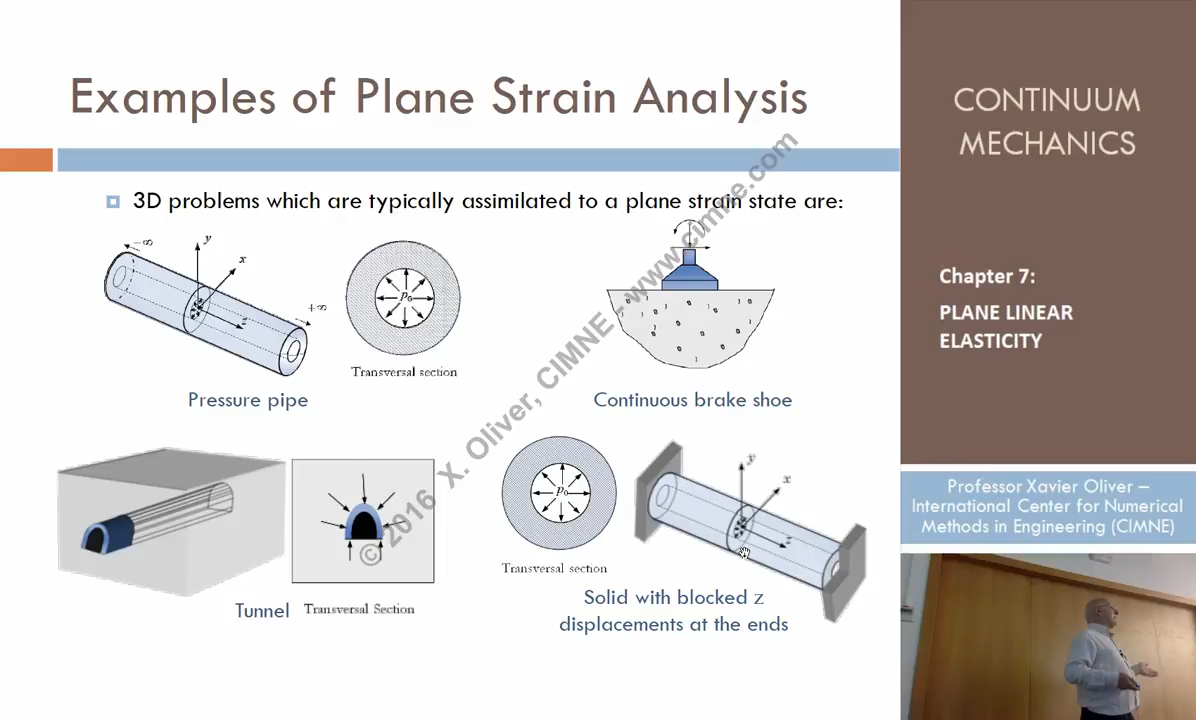 Examples of Plane Strain Analysis
3D problems which are typically assimilated to a plane strain state are:
-∞
y
x
+∞
z
p₀
Transversal section
Pressure pipe
Continuous brake shoe
Tunnel
Transversal Section
p₀
Transversal section
y
x
z
Solid with blocked z
displacements at the ends
© 2016 X. Oliver, CIMNE - www.cimne.com
CONTINUUM
MECHANICS
Chapter 7:
PLANE LINEAR
ELASTICITY
Professor Xavier Oliver –
International Center for Numerical
Methods in Engineering (CIMNE)